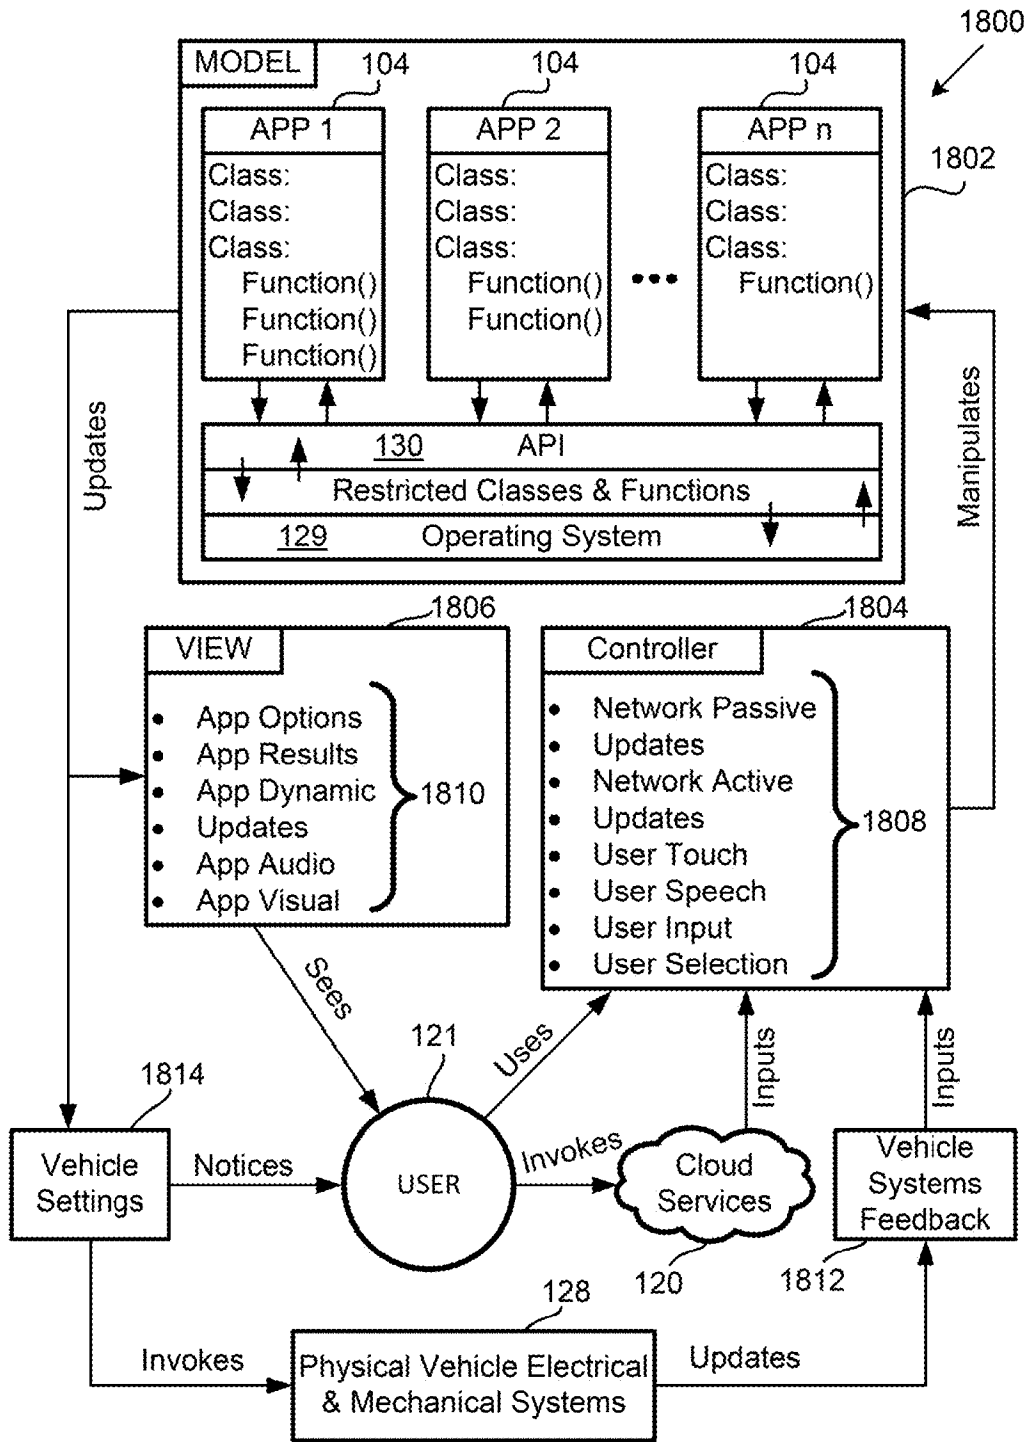 1800
MODEL
104
104
104
APP 1
APP 2
APP n
1802
Class:
Class:
Class:
Function()
Function()
Function()
Class:
Class:
Class:
Function()
Function()
Class:
Class:
Class:
Function()
•••
Updates
Manipulates
130 API
Restricted Classes & Functions
129 Operating System
1806
VIEW
• App Options
• App Results
• App Dynamic
• Updates
• App Audio
• App Visual
1810
1804
Controller
• Network Passive
• Updates
• Network Active
• Updates
• User Touch
• User Speech
• User Input
• User Selection
1808
Sees
Uses
Inputs
Inputs
121
1814
Vehicle
Settings
Notices
USER
Invokes
Cloud
Services
120
Vehicle
Systems
Feedback
1812
128
Invokes
Physical Vehicle Electrical
& Mechanical Systems
Updates